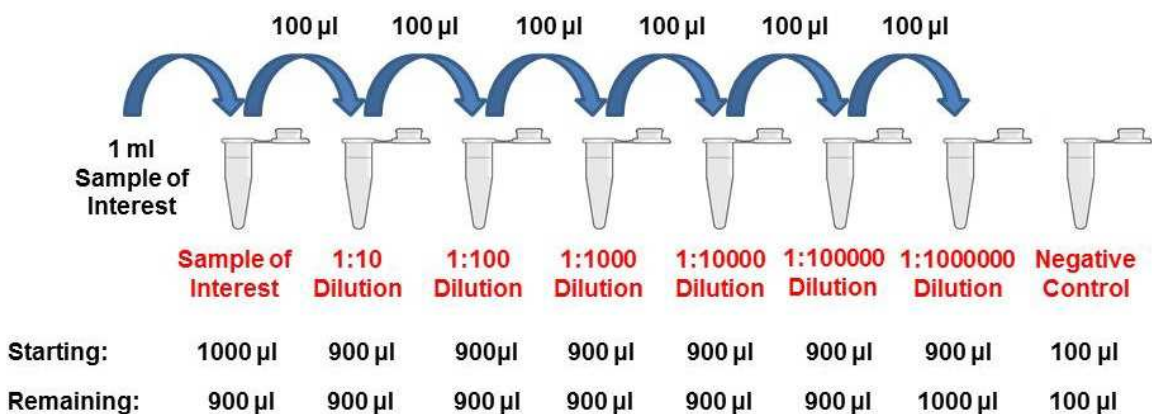 100 µl 100 µl 100 µl 100 µl 100 µl 100 µl
1 ml
Sample of
Interest
Sample of Interest
1:10 Dilution
1:100 Dilution
1:1000 Dilution
1:10000 Dilution
1:100000 Dilution
1:1000000 Dilution
Negative Control
Starting: 1000 µl 900 µl 900µl 900 µl 900 µl 900 µl 900 µl 100 µl
Remaining: 900 µl 900 µl 900 µl 900 µl 900 µl 900 µl 1000 µl 100 µl